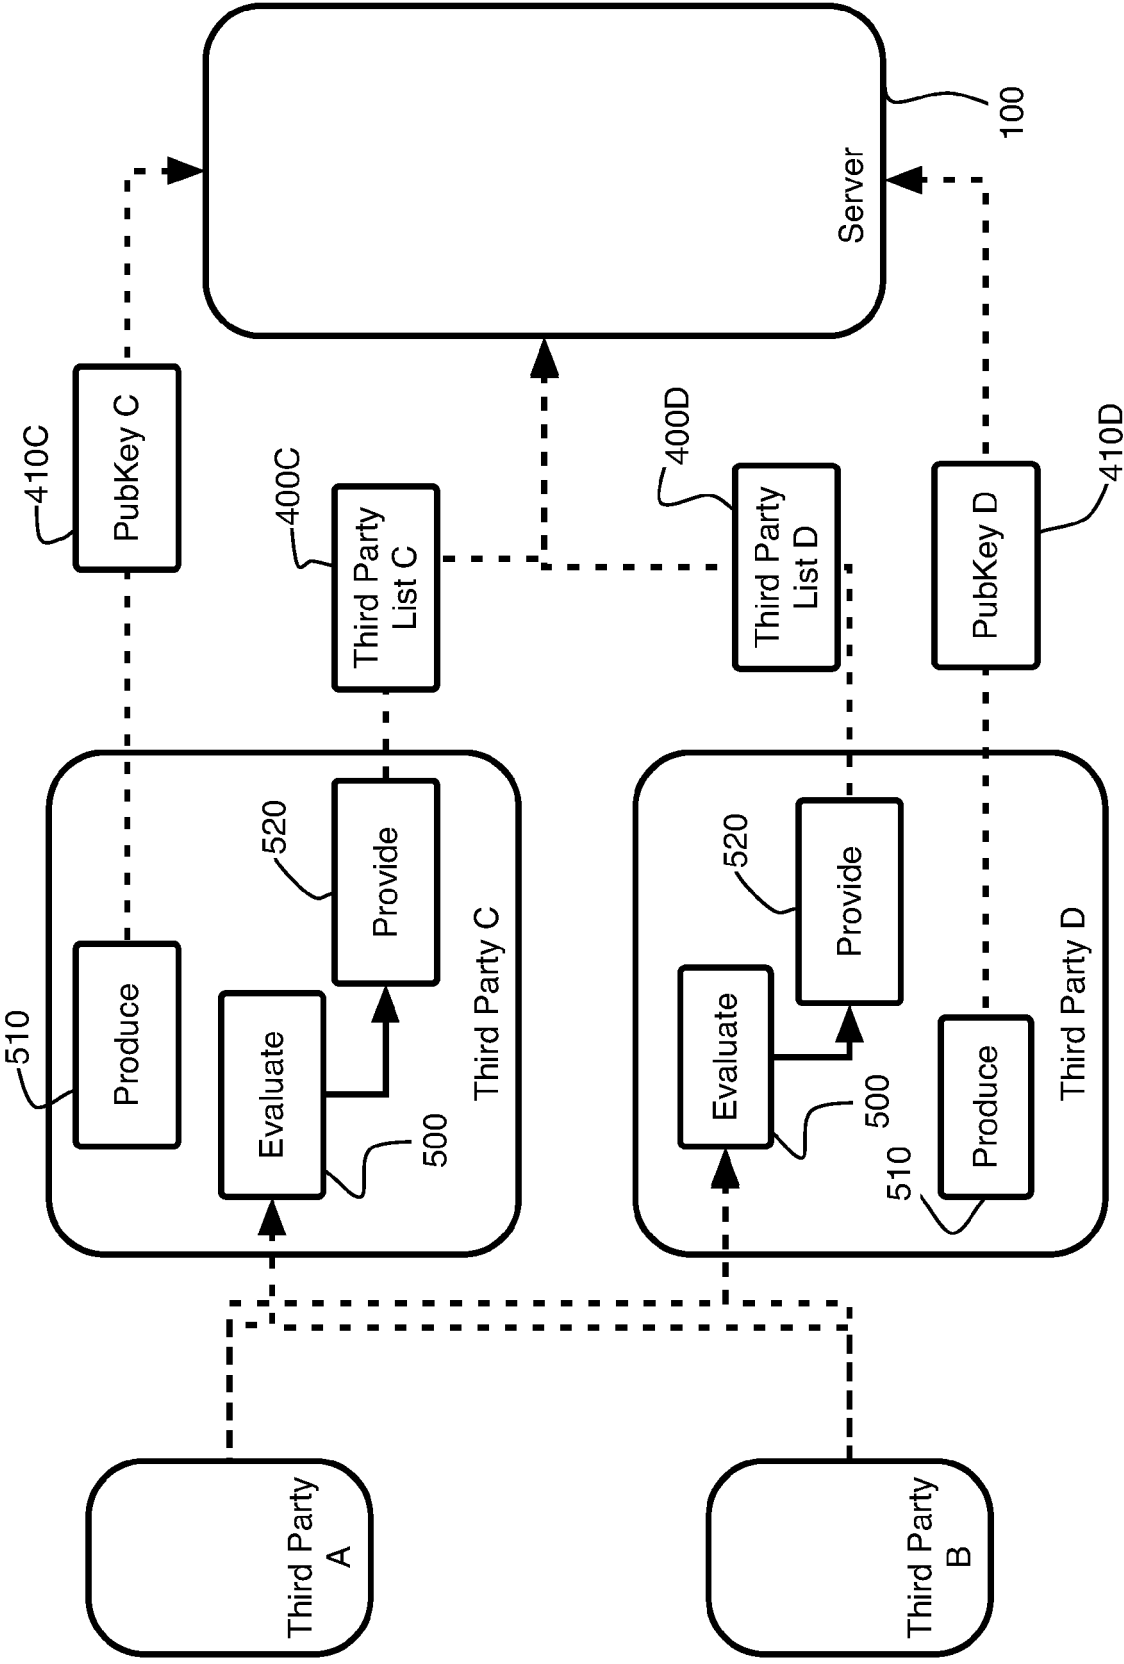 410C
PubKey C
510
Produce
400C
Third Party
List C
520
Provide
Evaluate
500
Third Party C
Third Party
A
Server
100
400D
Third Party
List D
520
Provide
Evaluate
500
510
Produce
PubKey D
410D
Third Party D
Third Party
B